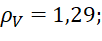 ρ_V = 1,29;